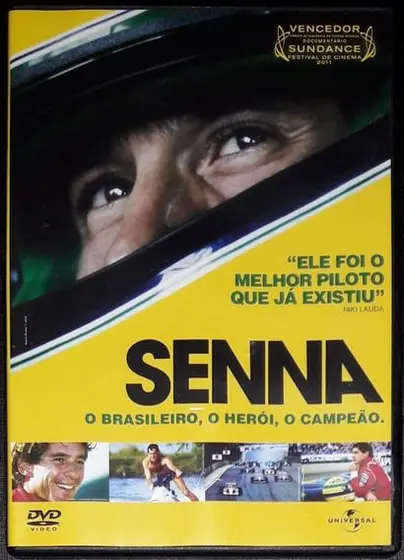 VENCEDOR
DOCUMENTÁRIO
SUNDANCE
FESTIVAL DE CINEMA
2011
“ELE FOI O
MELHOR PILOTO
QUE JÁ EXISTIU”
NIKI LAUDA
SENNA
O BRASILEIRO, O HERÓI, O CAMPEÃO.
DVD
VIDEO
UNIVERSAL